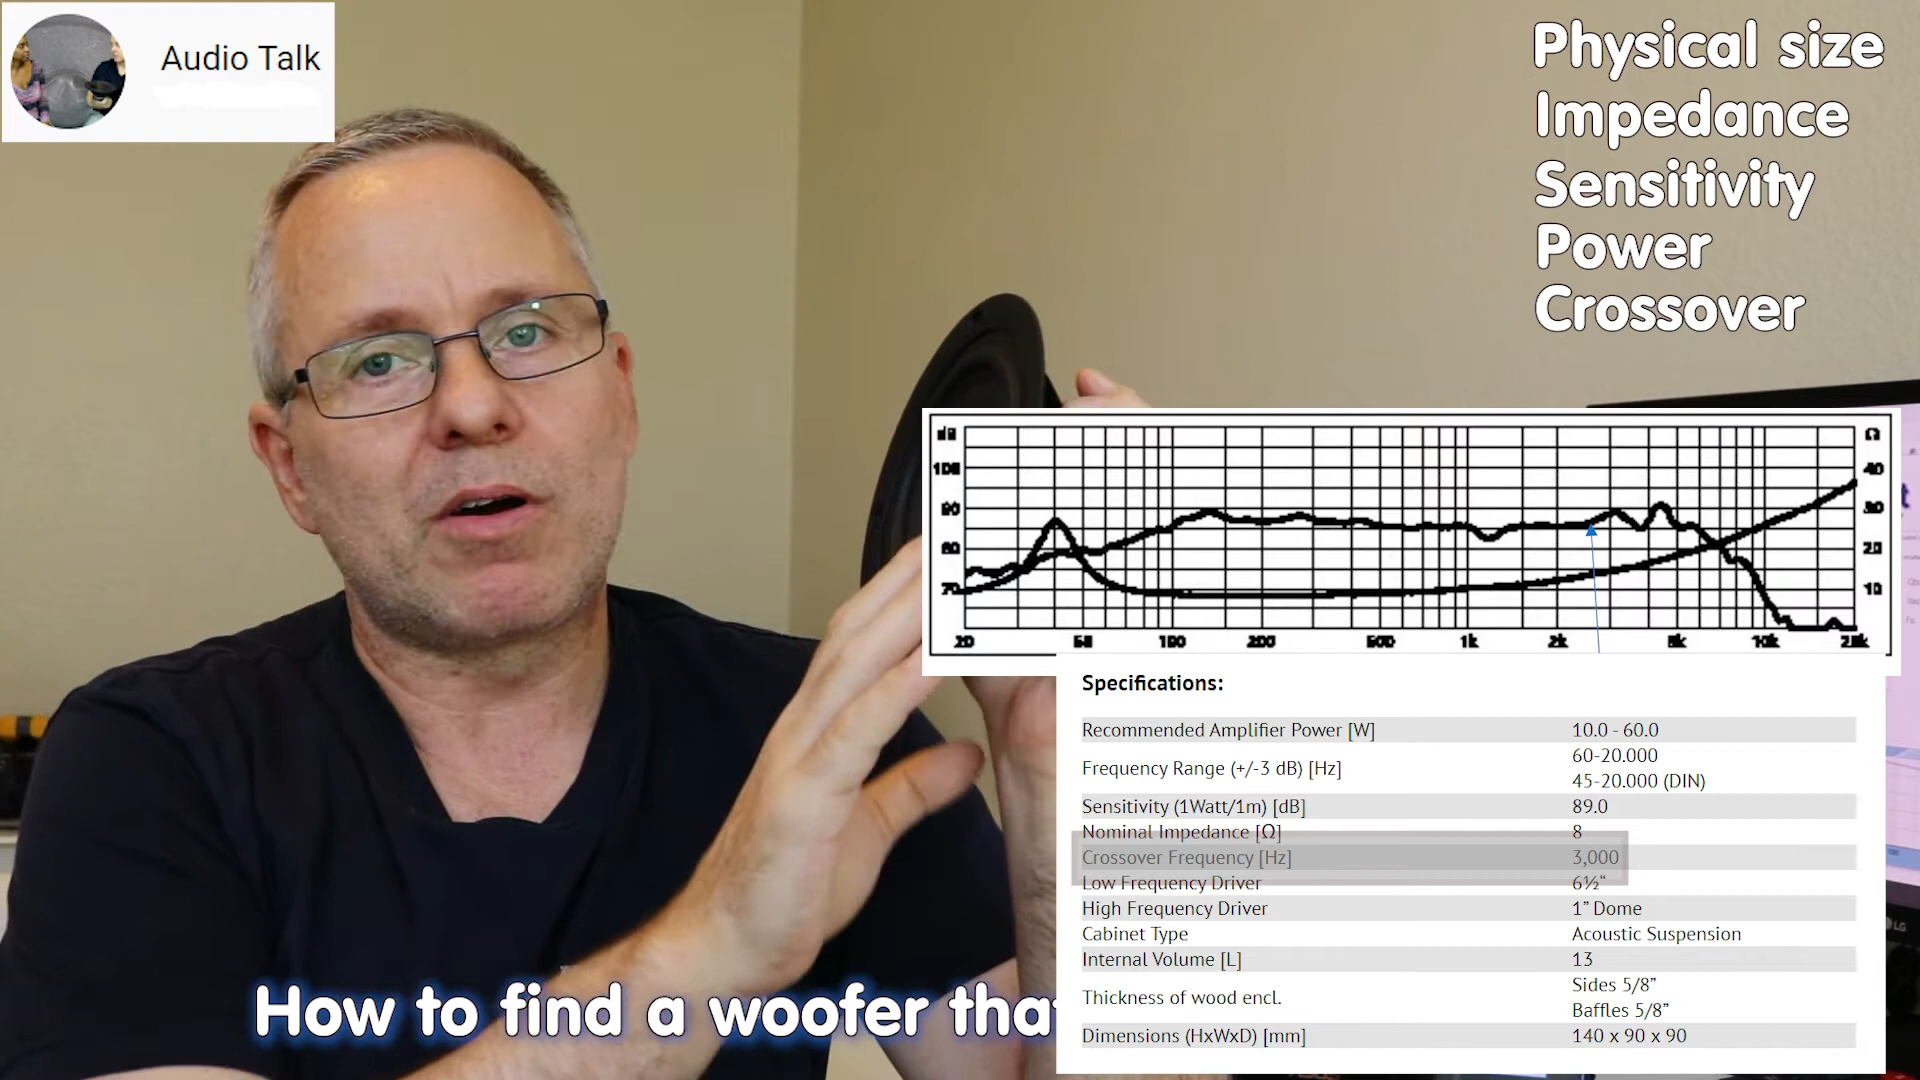 Audio Talk
Physical size
Impedance
Sensitivity
Power
Crossover
dB
Ω
100
40
90
30
80
20
70
10
20 50 100 200 500 1k 2k 5k 10k 20k
Specifications:
Recommended Amplifier Power [W] 10.0 - 60.0
Frequency Range (+/-3 dB) [Hz] 60-20.000
45-20.000 (DIN)
Sensitivity (1Watt/1m) [dB] 89.0
Nominal Impedance [Ω] 8
Crossover Frequency [Hz] 3,000
Low Frequency Driver 6½“
High Frequency Driver 1” Dome
Cabinet Type Acoustic Suspension
Internal Volume [L] 13
Thickness of wood encl. Sides 5/8”
Baffles 5/8”
Dimensions (HxWxD) [mm] 140 x 90 x 90
How to find a woofer that
LG